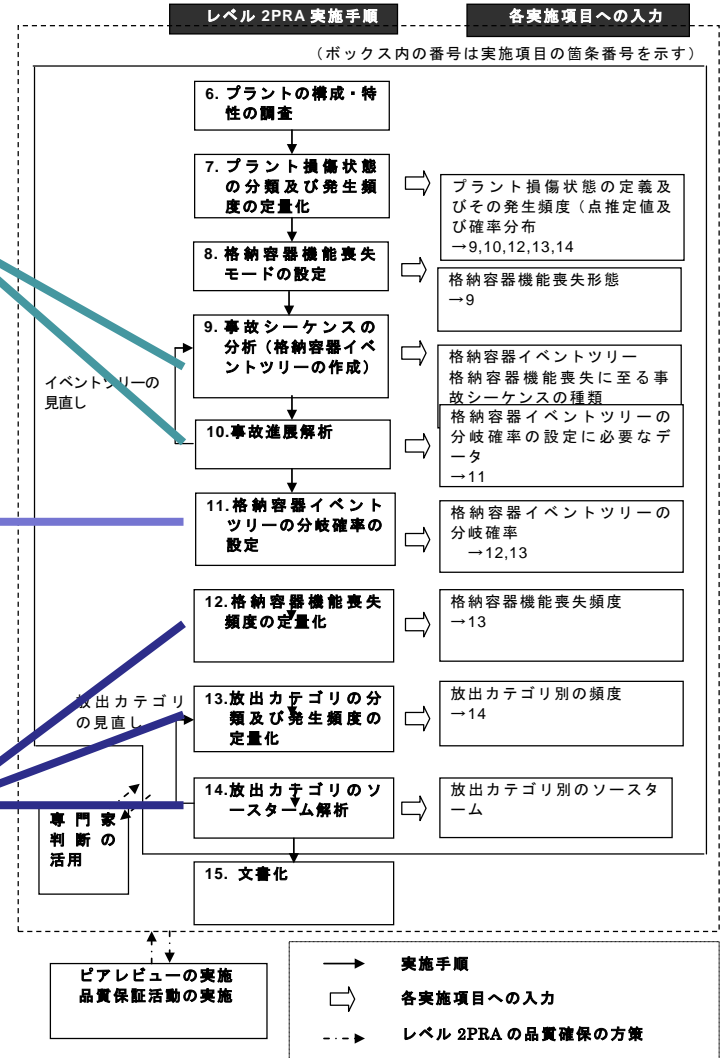 レベル 2PRA 実施手順
各実施項目への入力
（ボックス内の番号は実施項目の箇条番号を示す）
6. プラントの構成・特
性の調査
7. プラント損傷状態
の分類及び発生頻
度の定量化
プラント損傷状態の定義及
びその発生頻度（点推定値及
び確率分布
→9,10,12,13,14
8. 格納容器機能喪失
モードの設定
格納容器機能喪失形態
→9
9. 事故シーケンスの
分析（格納容器イベ
ントツリーの作成）
格納容器イベントツリー
格納容器機能喪失に至る事
故シーケンスの種類
イベントツリーの
見直し
10.事故進展解析
格納容器イベントツリーの
分岐確率の設定に必要なデ
ータ
→11
11.格納容器イベント
ツリーの分岐確率の
設定
格納容器イベントツリーの
分岐確率
→12,13
12.格納容器機能喪失
頻度の定量化
格納容器機能喪失頻度
→13
放出カテゴリ
の見直し
13.放出カテゴリの分
類及び発生頻度の
定量化
放出カテゴリ別の頻度
→14
14.放出カテゴリのソ
ースターム解析
放出カテゴリ別のソースタ
ーム
専門家
判断の
活用
15. 文書化
ピアレビューの実施
品質保証活動の実施
実施手順
各実施項目への入力
レベル 2PRA の品質確保の方策